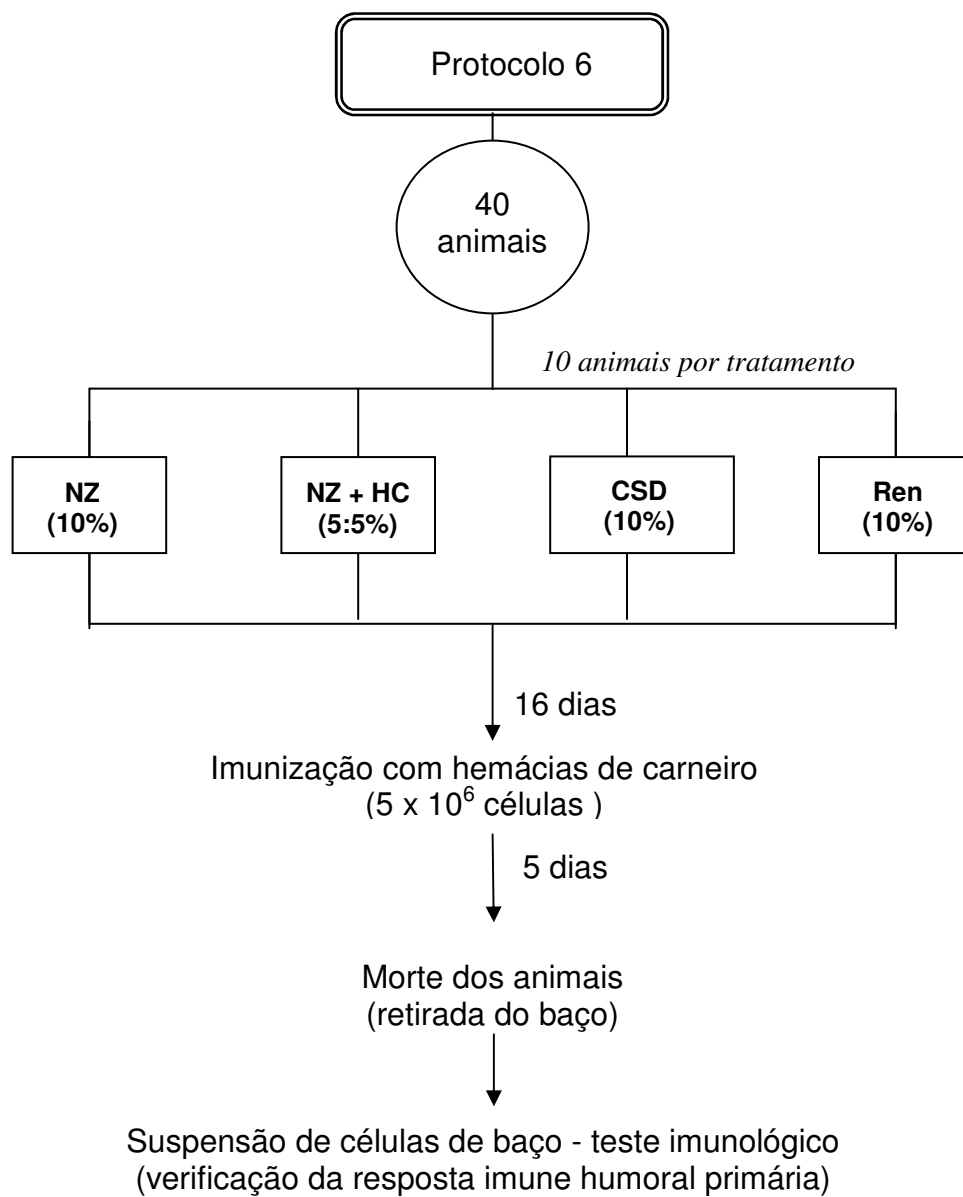 Protocolo 6
40
animais
10 animais por tratamento
NZ
(10%)
NZ + HC
(5:5%)
CSD
(10%)
Ren
(10%)
16 dias
Imunização com hemácias de carneiro
(5 x 10⁶ células )
5 dias
Morte dos animais
(retirada do baço)
Suspensão de células de baço - teste imunológico
(verificação da resposta imune humoral primária)